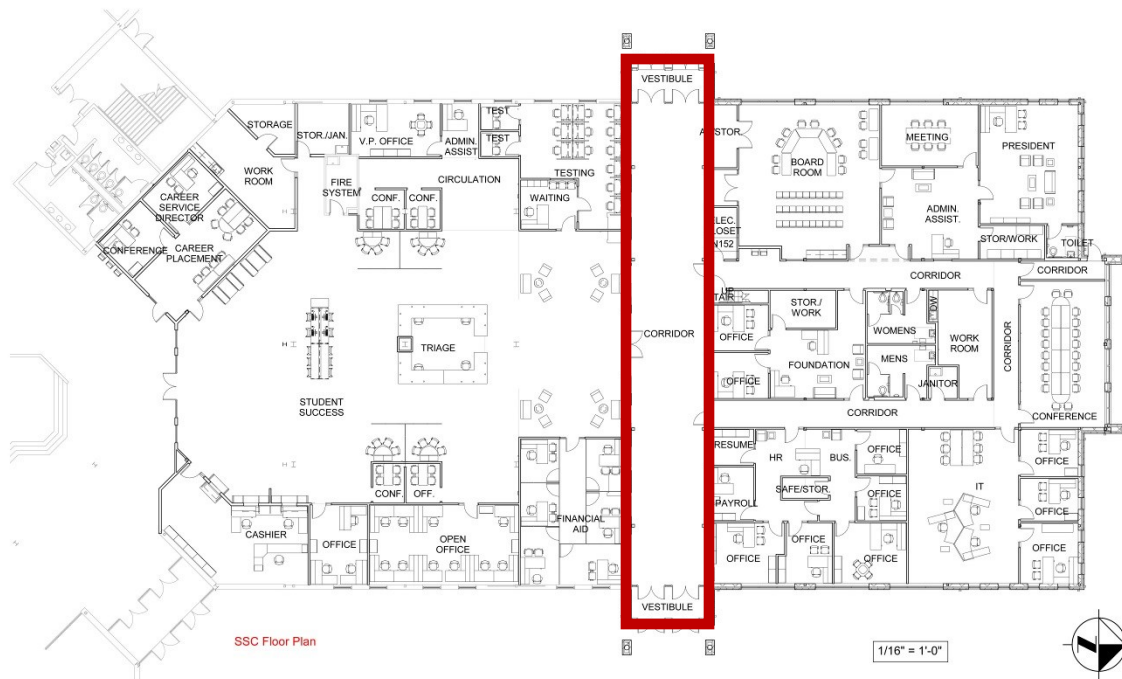 VESTIBULE
STORAGE
STOR./JAN.
V.P. OFFICE
ADMIN.
ASSIST
TEST
TEST
TESTING
WORK
ROOM
FIRE
SYSTEM
CIRCULATION
CONF.
CONF.
WAITING
CAREER
SERVICE
DIRECTOR
CONFERENCE
CAREER
PLACEMENT
BOARD
ROOM
MEETING
PRESIDENT
ADMIN.
ASSIST.
CLOSET
N152
STOR/WORK
TOILET
CORRIDOR
CORRIDOR
UP
OFFICE
STOR./
WORK
WOMENS
DW
WORK
ROOM
CORRIDOR
CORRIDOR
TRIAGE
FOUNDATION
MENS
OFFICE
JANITOR
STUDENT
SUCCESS
CORRIDOR
CONFERENCE
RESUME
HR
BUS.
OFFICE
OFFICE
CONF.
OFF.
PAYROLL
SAFE/STOR.
OFFICE
IT
OFFICE
FINANCIAL
AID
CASHIER
OFFICE
OPEN
OFFICE
OFFICE
OFFICE
OFFICE
OFFICE
VESTIBULE
SSC Floor Plan
1/16" = 1'-0"
N